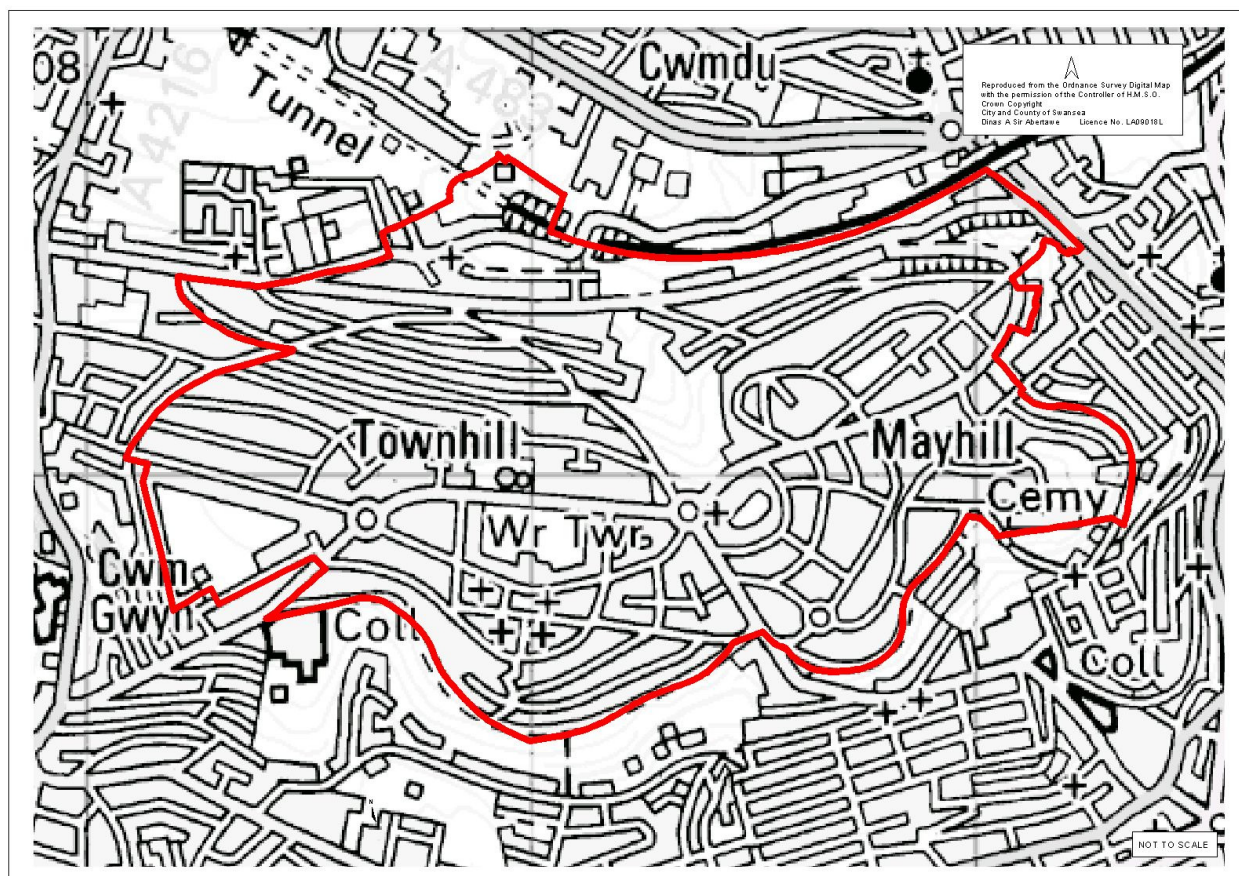 08
A 4216
Tunnel
A 483
Cwmdu
Reproduced from the Ordnance Survey Digital Map
with the permission of the Controller of H.M.S.O.
Crown Copyright
City and County of Swansea
Dinas A Sir Abertawe Licence No. LA09018L
Townhill
Mayhill
Cemy
Wr Twr
Cwm
Gwyn
Coll
Coll
N
NOT TO SCALE